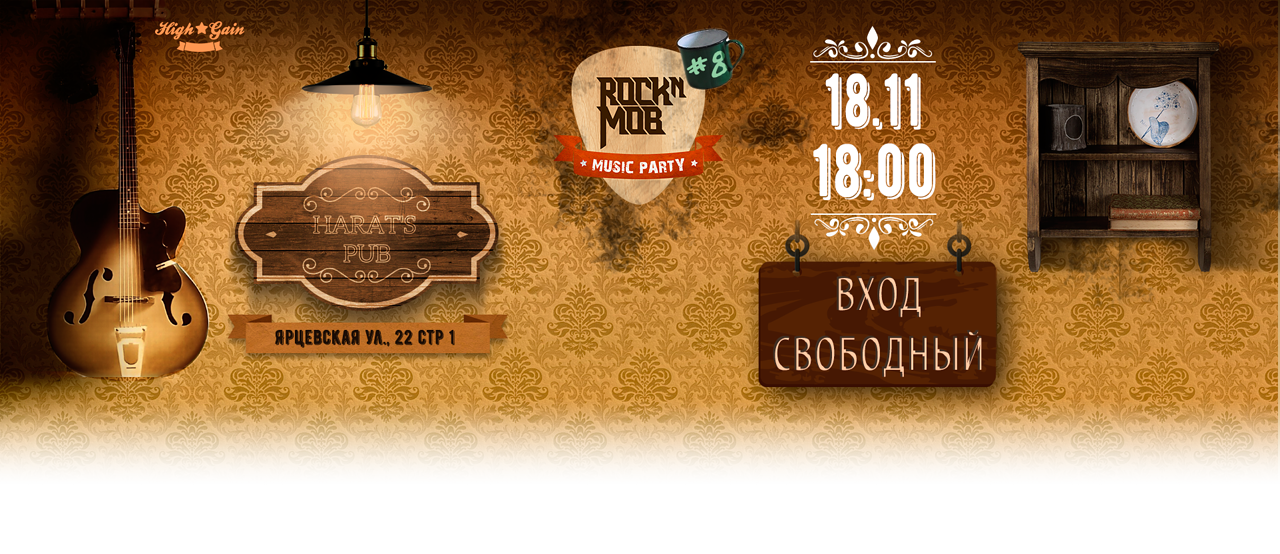 High★Gain
HARAT'S
PUB
ЯРЦЕВСКАЯ УЛ., 22 СТР 1
#8
ROCK'N
MOB
★ MUSIC PARTY ★
18.11
18:00
ВХОД
СВОБОДНЫЙ